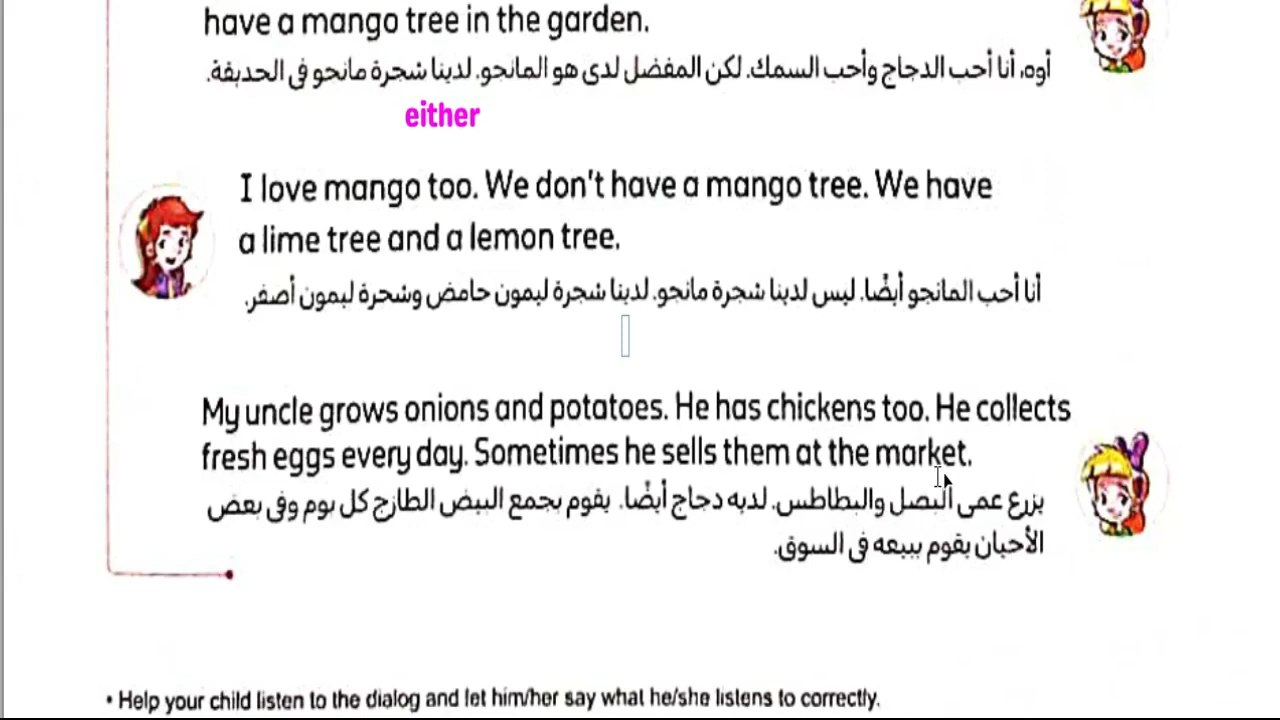 have a mango tree in the garden.
أوه، أنا أحب الدجاج وأحب السمك. لكن المفضل لدى هو المانجو. لدينا شجرة مانجو فى الحديقة.
either
I love mango too. We don't have a mango tree. We have
a lime tree and a lemon tree.
أنا أحب المانجو أيضًا. ليس لدينا شجرة مانجو. لدينا شجرة ليمون حامض وشجرة ليمون أصفر.
My uncle grows onions and potatoes. He has chickens too. He collects
fresh eggs every day. Sometimes he sells them at the market.
يزرع عمى البصل والبطاطس. لديه دجاج أيضًا. يقوم بجمع البيض الطازج كل يوم وفى بعض
الأحيان يقوم ببيعه فى السوق.
• Help your child listen to the dialog and let him/her say what he/she listens to correctly.